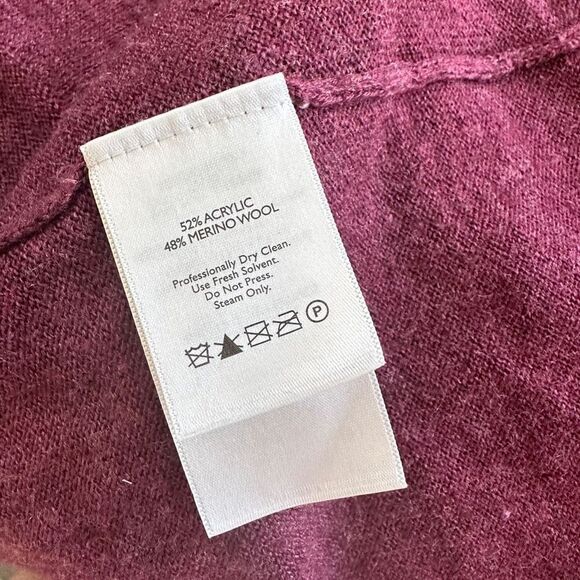 52% ACRYLIC
48% MERINO WOOL
Professionally Dry Clean.
Use Fresh Solvent.
Do Not Press.
Steam Only.
P